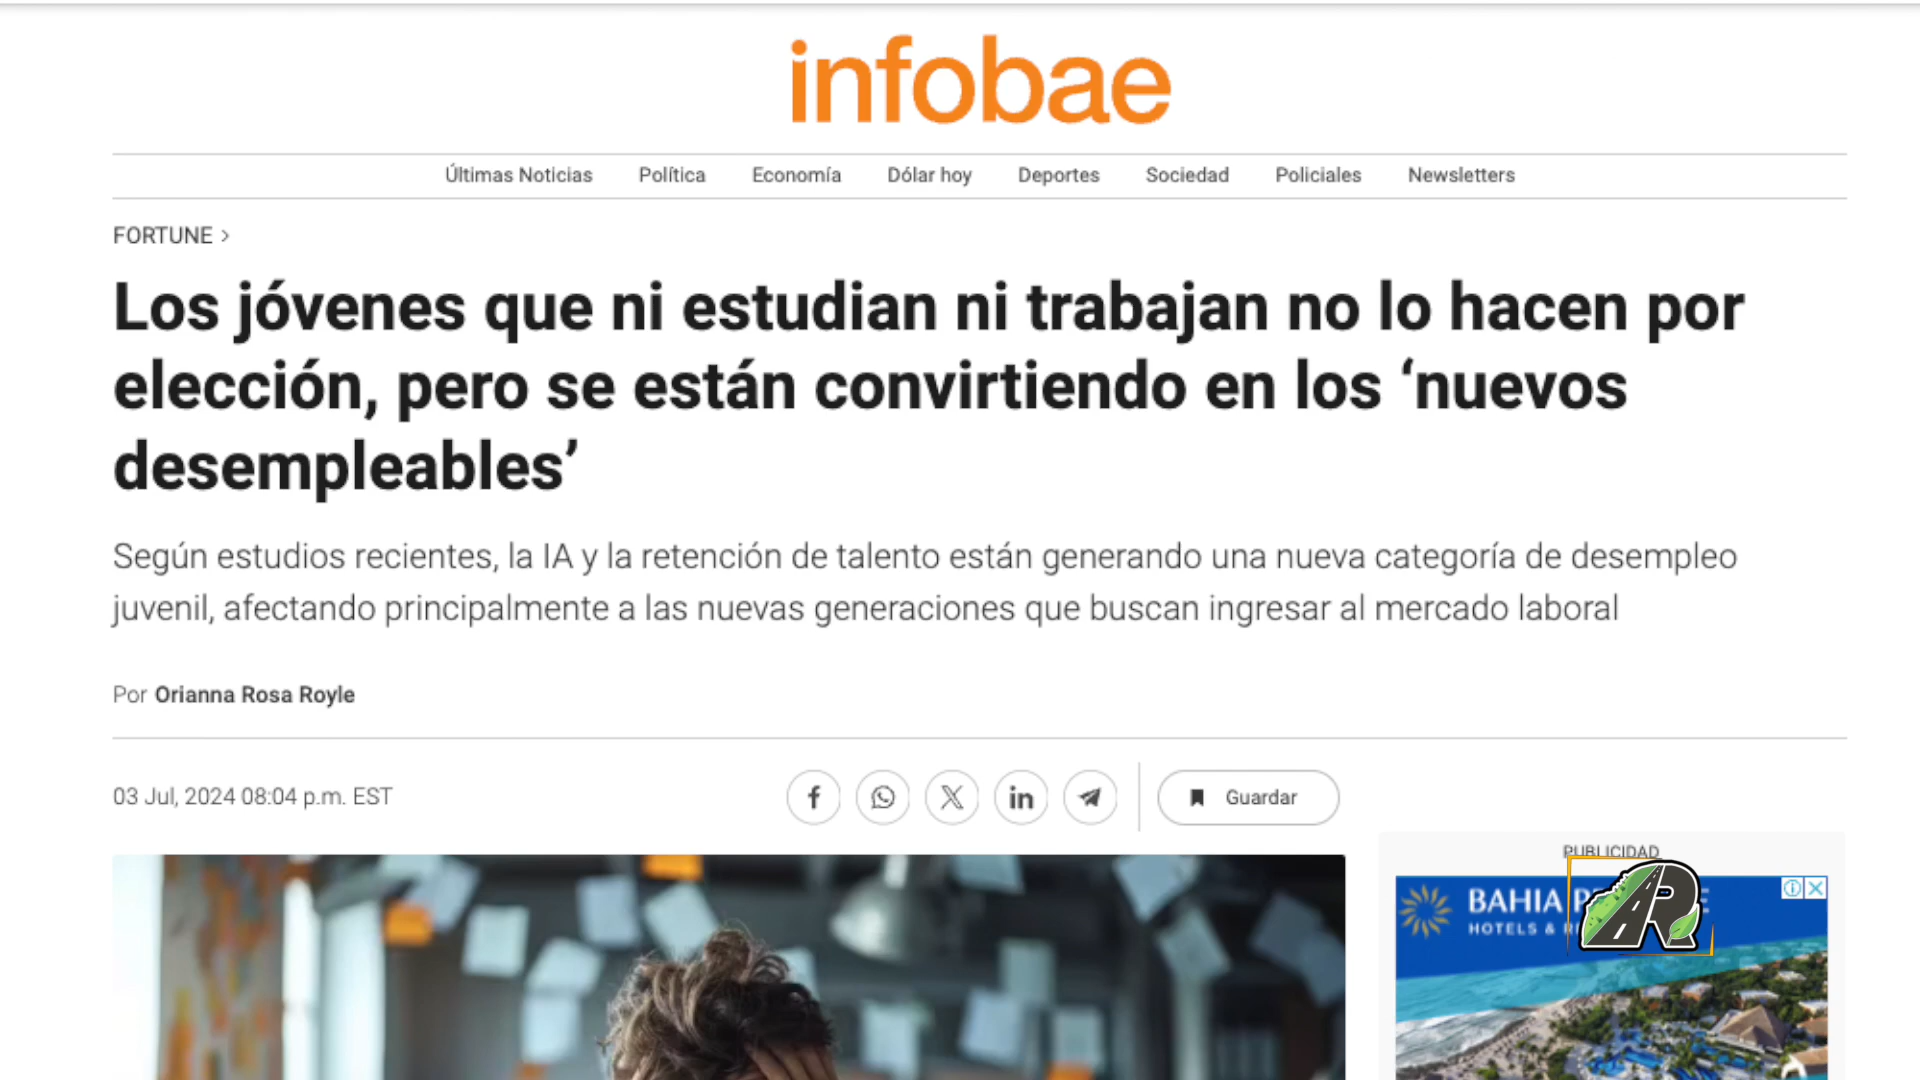 infobae
Últimas Noticias Política Economía Dólar hoy Deportes Sociedad Policiales Newsletters
FORTUNE >
Los jóvenes que ni estudian ni trabajan no lo hacen por
elección, pero se están convirtiendo en los ‘nuevos
desempleables’
Según estudios recientes, la IA y la retención de talento están generando una nueva categoría de desempleo
juvenil, afectando principalmente a las nuevas generaciones que buscan ingresar al mercado laboral
Por Orianna Rosa Royle
03 Jul, 2024 08:04 p.m. EST
Guardar
PUBLICIDAD
BAHIA
HOTELS &